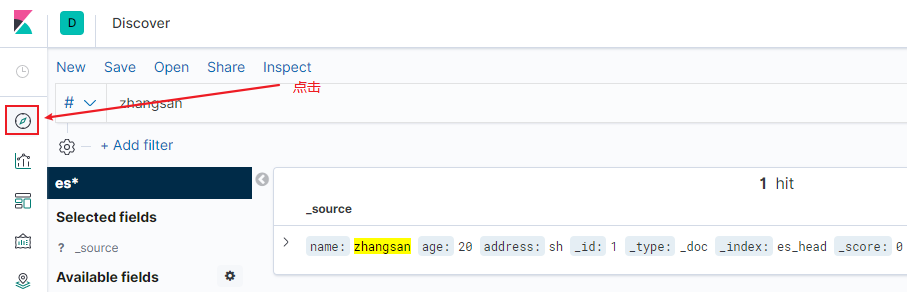 D Discover
New Save Open Share Inspect
点击
# zhangsan
+ Add filter
es*
1 hit
Selected fields
_source
? _source
name: zhangsan age: 20 address: sh _id: 1 _type: _doc _index: es_head _score: 0
Available fields